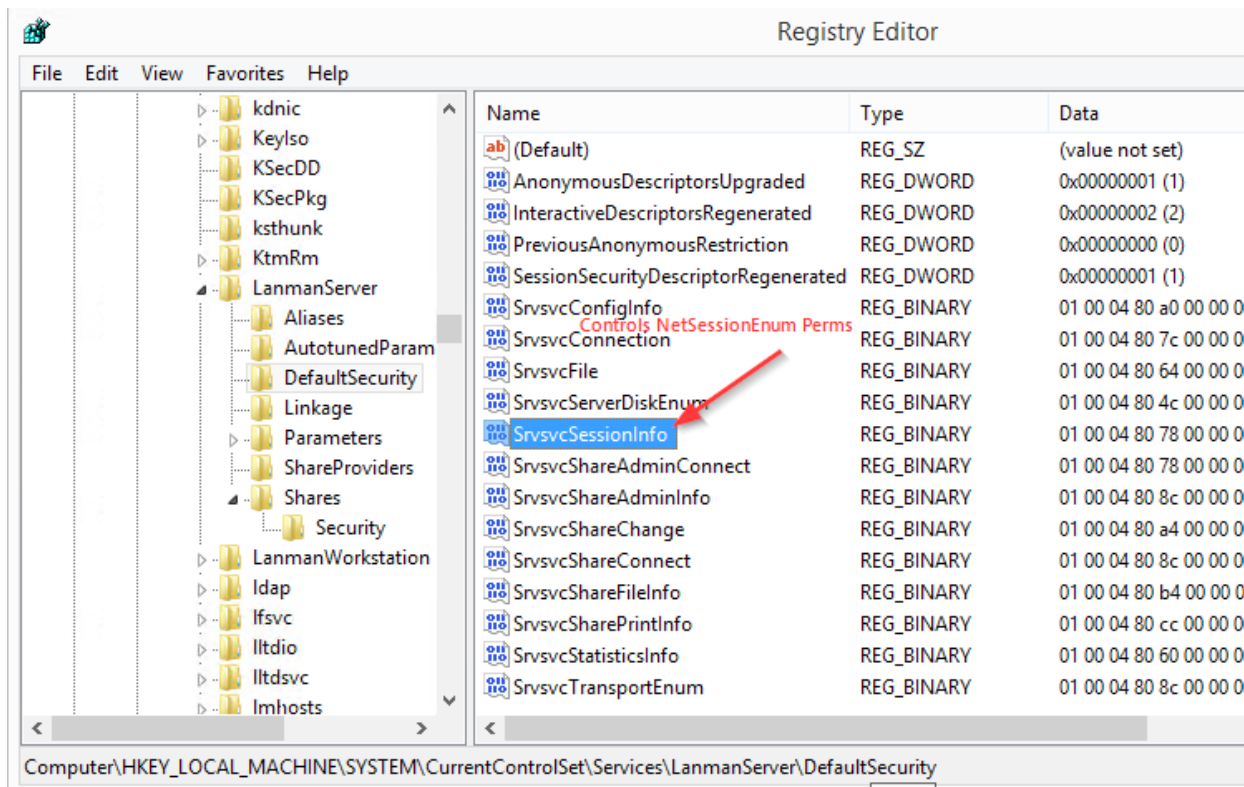 Registry Editor
File Edit View Favorites Help
kdnic
KeyIso
KSecDD
KSecPkg
ksthunk
KtmRm
LanmanServer
Aliases
AutotunedParam
DefaultSecurity
Linkage
Parameters
ShareProviders
Shares
Security
LanmanWorkstation
ldap
lfsvc
lltdio
lltdsvc
lmhosts
Name Type Data
(Default) REG_SZ (value not set)
AnonymousDescriptorsUpgraded REG_DWORD 0x00000001 (1)
InteractiveDescriptorsRegenerated REG_DWORD 0x00000002 (2)
PreviousAnonymousRestriction REG_DWORD 0x00000000 (0)
SessionSecurityDescriptorRegenerated REG_DWORD 0x00000001 (1)
SrvsvcConfigInfo REG_BINARY 01 00 04 80 a0 00 00 0
Controls NetSessionEnum Perms
SrvsvcConnection REG_BINARY 01 00 04 80 7c 00 00 0
SrvsvcFile REG_BINARY 01 00 04 80 64 00 00 0
SrvsvcServerDiskEnum REG_BINARY 01 00 04 80 4c 00 00 0
SrvsvcSessionInfo REG_BINARY 01 00 04 80 78 00 00 0
SrvsvcShareAdminConnect REG_BINARY 01 00 04 80 78 00 00 0
SrvsvcShareAdminInfo REG_BINARY 01 00 04 80 8c 00 00 0
SrvsvcShareChange REG_BINARY 01 00 04 80 a4 00 00 0
SrvsvcShareConnect REG_BINARY 01 00 04 80 8c 00 00 0
SrvsvcShareFileInfo REG_BINARY 01 00 04 80 b4 00 00 0
SrvsvcSharePrintInfo REG_BINARY 01 00 04 80 cc 00 00 0
SrvsvcStatisticsInfo REG_BINARY 01 00 04 80 60 00 00 0
SrvsvcTransportEnum REG_BINARY 01 00 04 80 8c 00 00 0
Computer\HKEY_LOCAL_MACHINE\SYSTEM\CurrentControlSet\Services\LanmanServer\DefaultSecurity